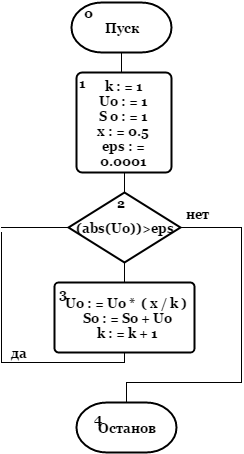 0
Пуск
1
k : = 1
Uo : = 1
S o : = 1
x : = 0.5
eps : =
0.0001
2
(abs(Uo))>eps
нет
3
Uo : = Uo * ( x / k )
So : = So + Uo
k : = k + 1
да
4
Останов